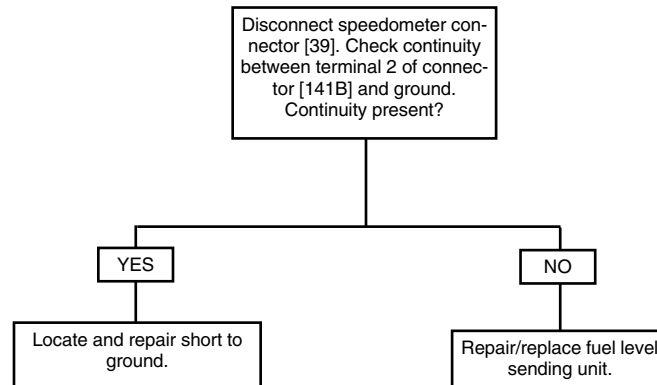 Disconnect speedometer con-
nector [39]. Check continuity
between terminal 2 of connec-
tor [141B] and ground.
Continuity present?
YES
NO
Locate and repair short to
ground.
Repair/replace fuel level
sending unit.